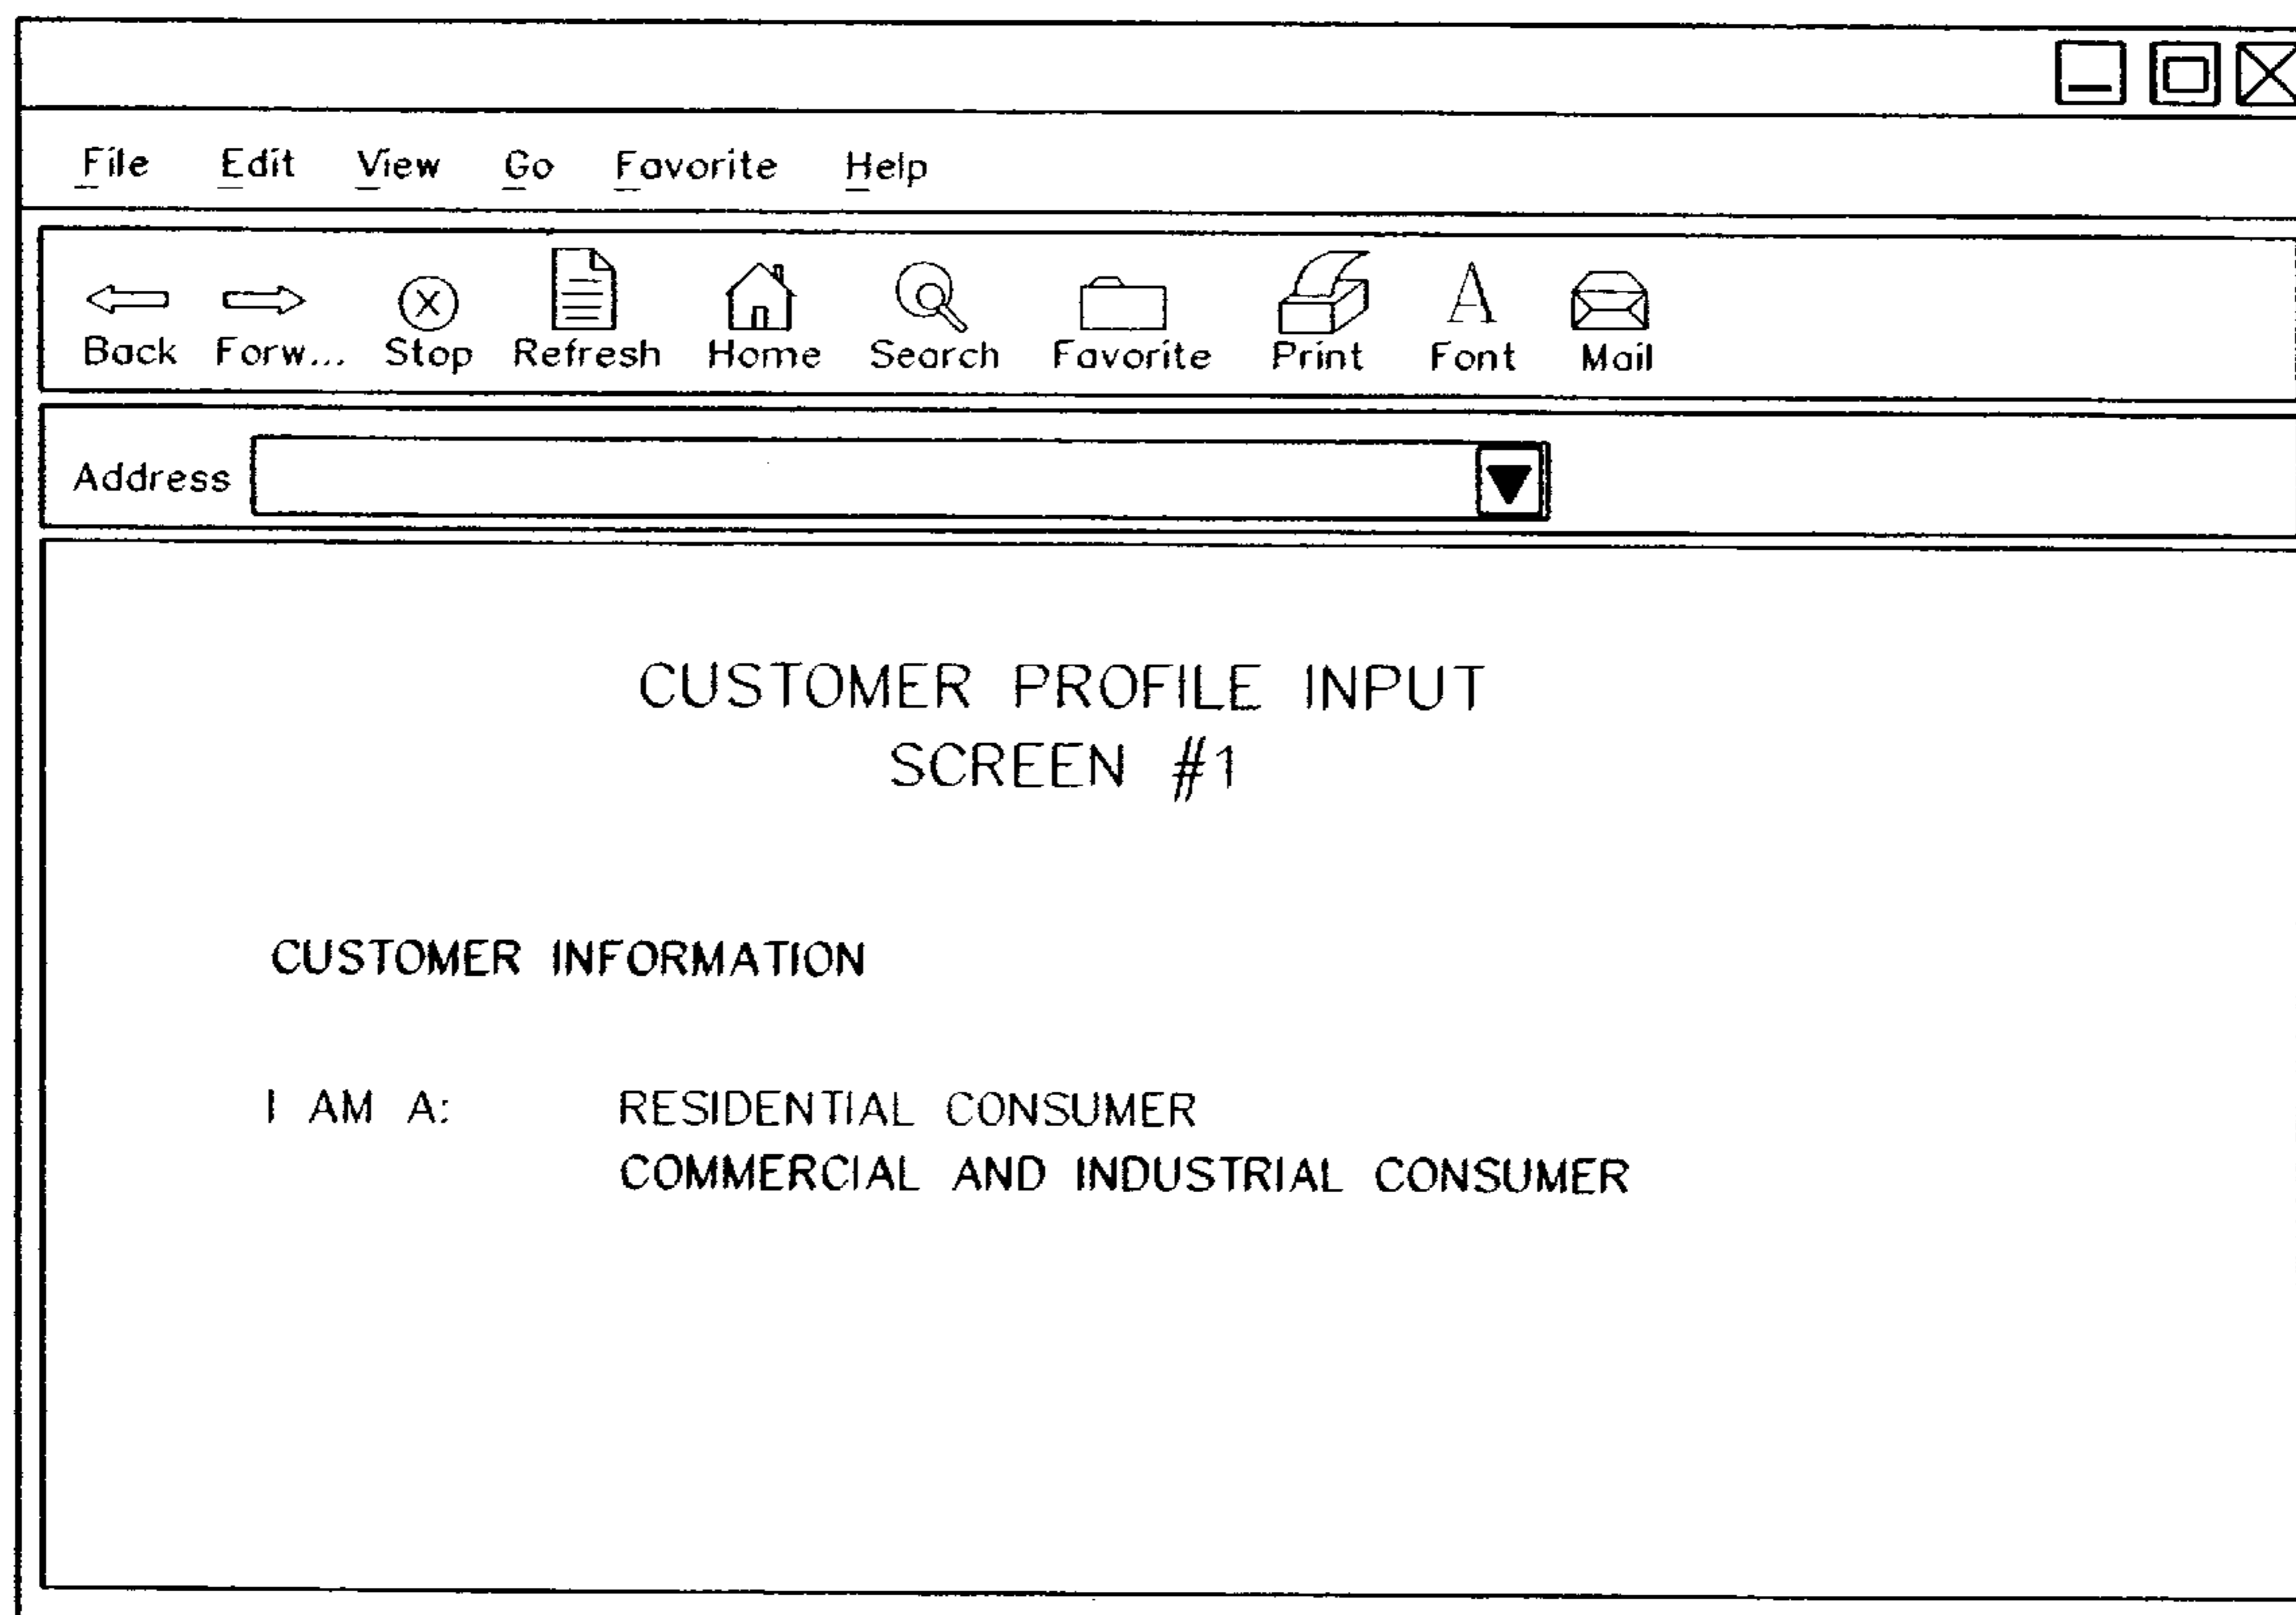 File Edit View Go Favorite Help
Back Forw... Stop Refresh Home Search Favorite Print Font Mail
Address
CUSTOMER PROFILE INPUT
SCREEN #1
CUSTOMER INFORMATION
I AM A: RESIDENTIAL CONSUMER
COMMERCIAL AND INDUSTRIAL CONSUMER